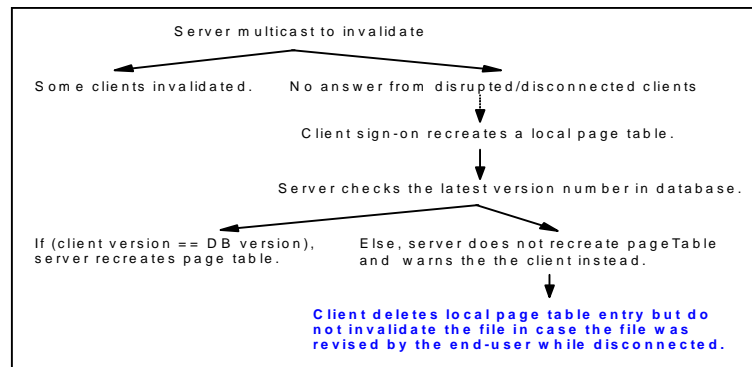 Server multicast to invalidate
Some clients invalidated.
No answer from disrupted/disconnected clients
Client sign-on recreates a local page table.
Server checks the latest version number in database.
If (client version == DB version),
server recreates page table.
Else, server does not recreate pageTable
and warns the the client instead.
Client deletes local page table entry but do
not invalidate the file in case the file was
revised by the end-user while disconnected.